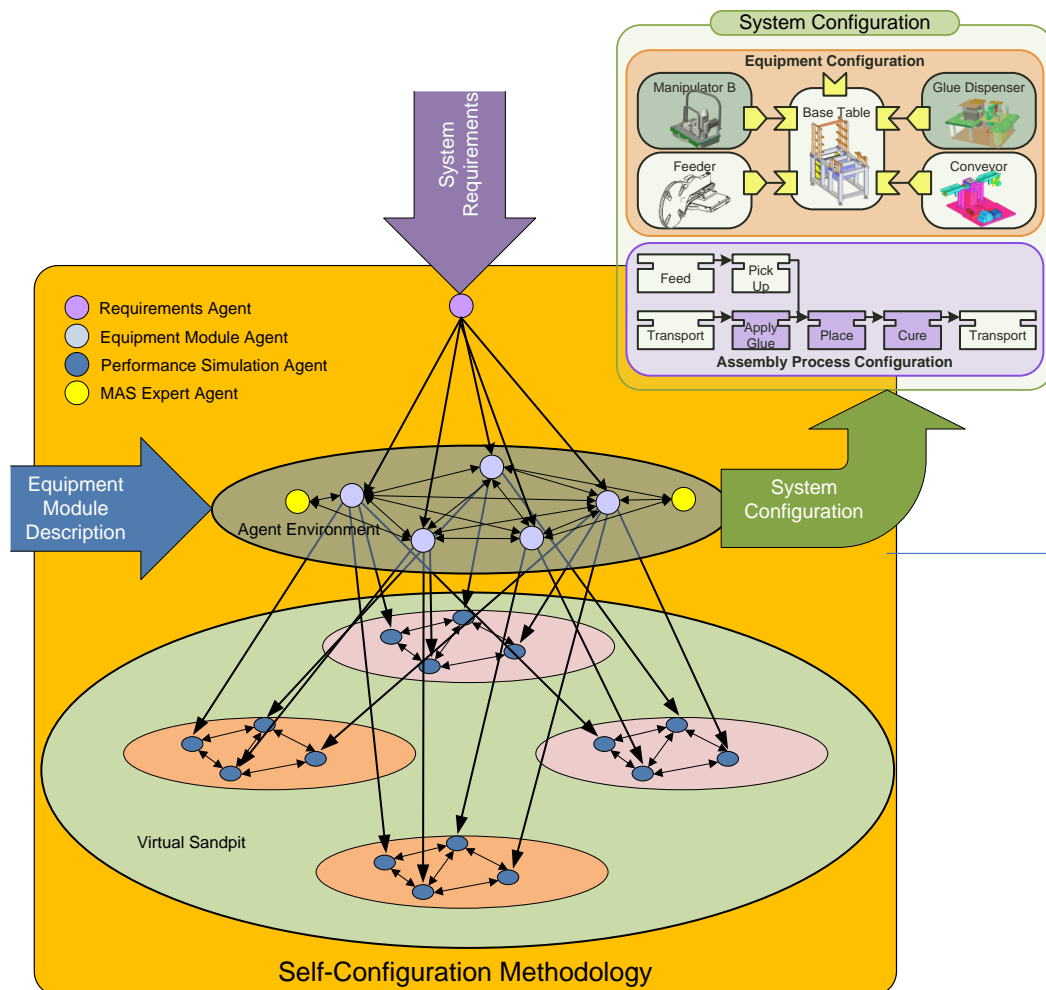 System Configuration
Equipment Configuration
Manipulator B
Base Table
Glue Dispenser
Feeder
Conveyor
Feed
Pick
Up
Transport
Apply
Glue
Place
Cure
Transport
Assembly Process Configuration
System
Requirements
Requirements Agent
Equipment Module Agent
Performance Simulation Agent
MAS Expert Agent
Equipment
Module
Description
Agent Environment
System
Configuration
Virtual Sandpit
Self-Configuration Methodology